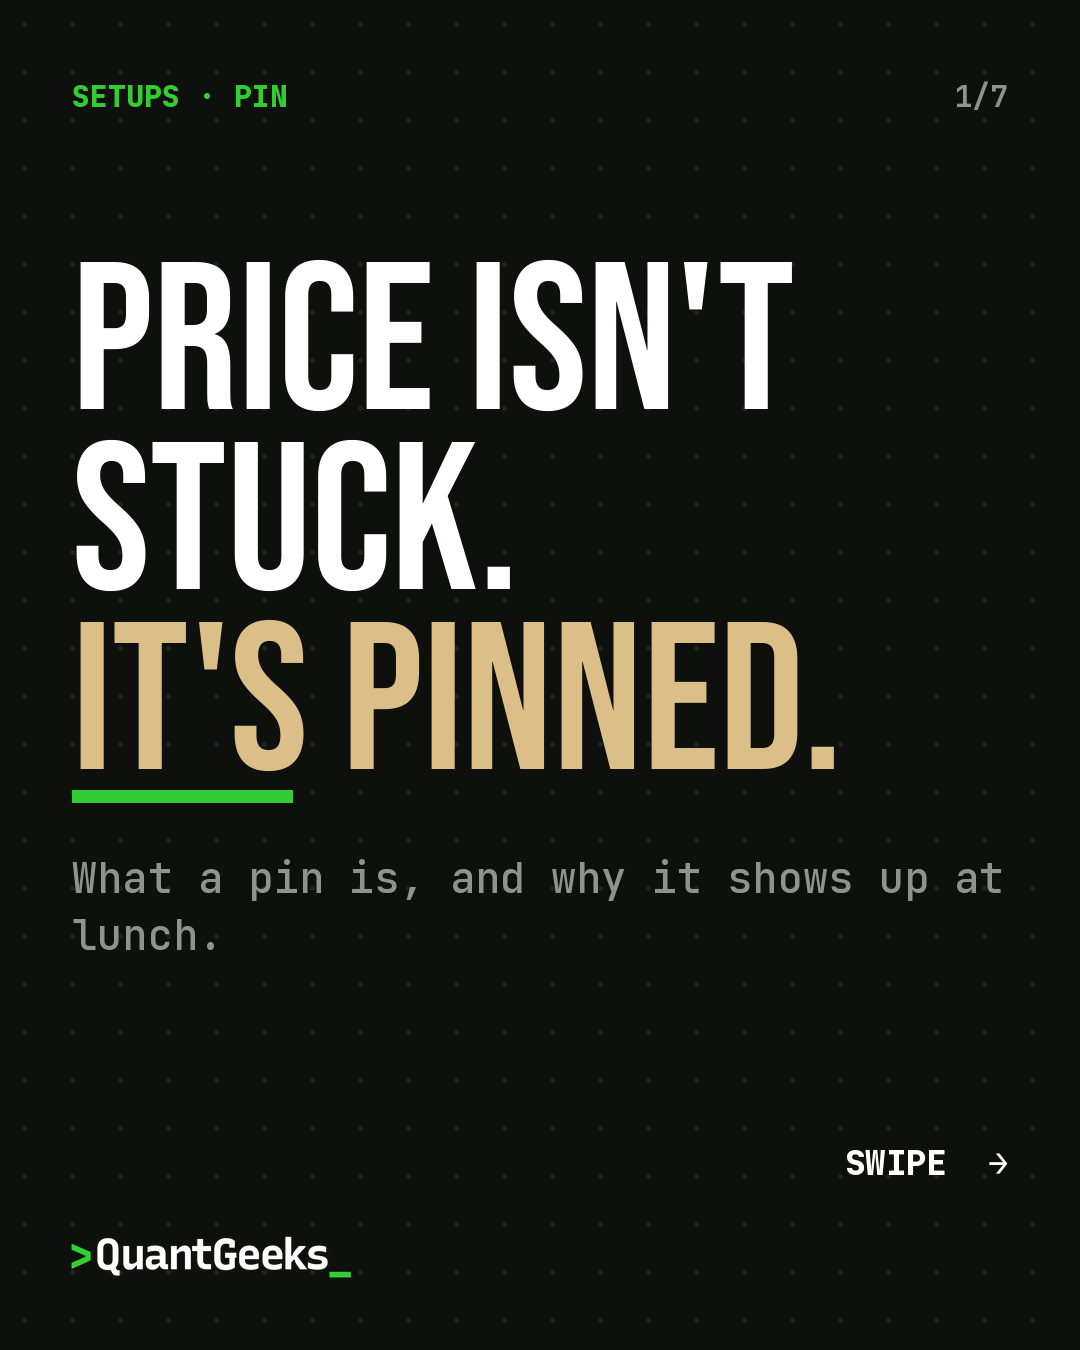 SETUPS · PIN
1/7
PRICE ISN'T
STUCK.
IT'S PINNED.
What a pin is, and why it shows up at
lunch.
SWIPE →
>QuantGeeks_